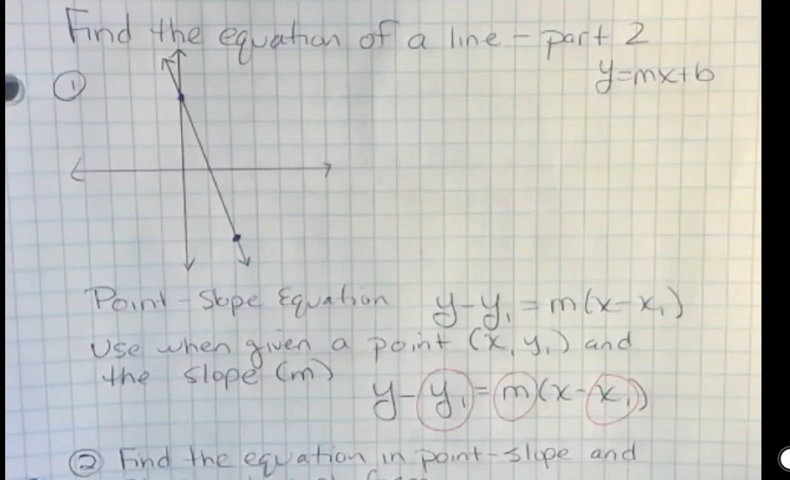 Find the equation of a line - part 2
y=mx+b
①
Point-Slope Equation y-y₁=m(x-x₁)
Use when given a point (x, y₁) and
the slope (m)
y-y₁=m(x-x₁)
② Find the equation in point-slope and